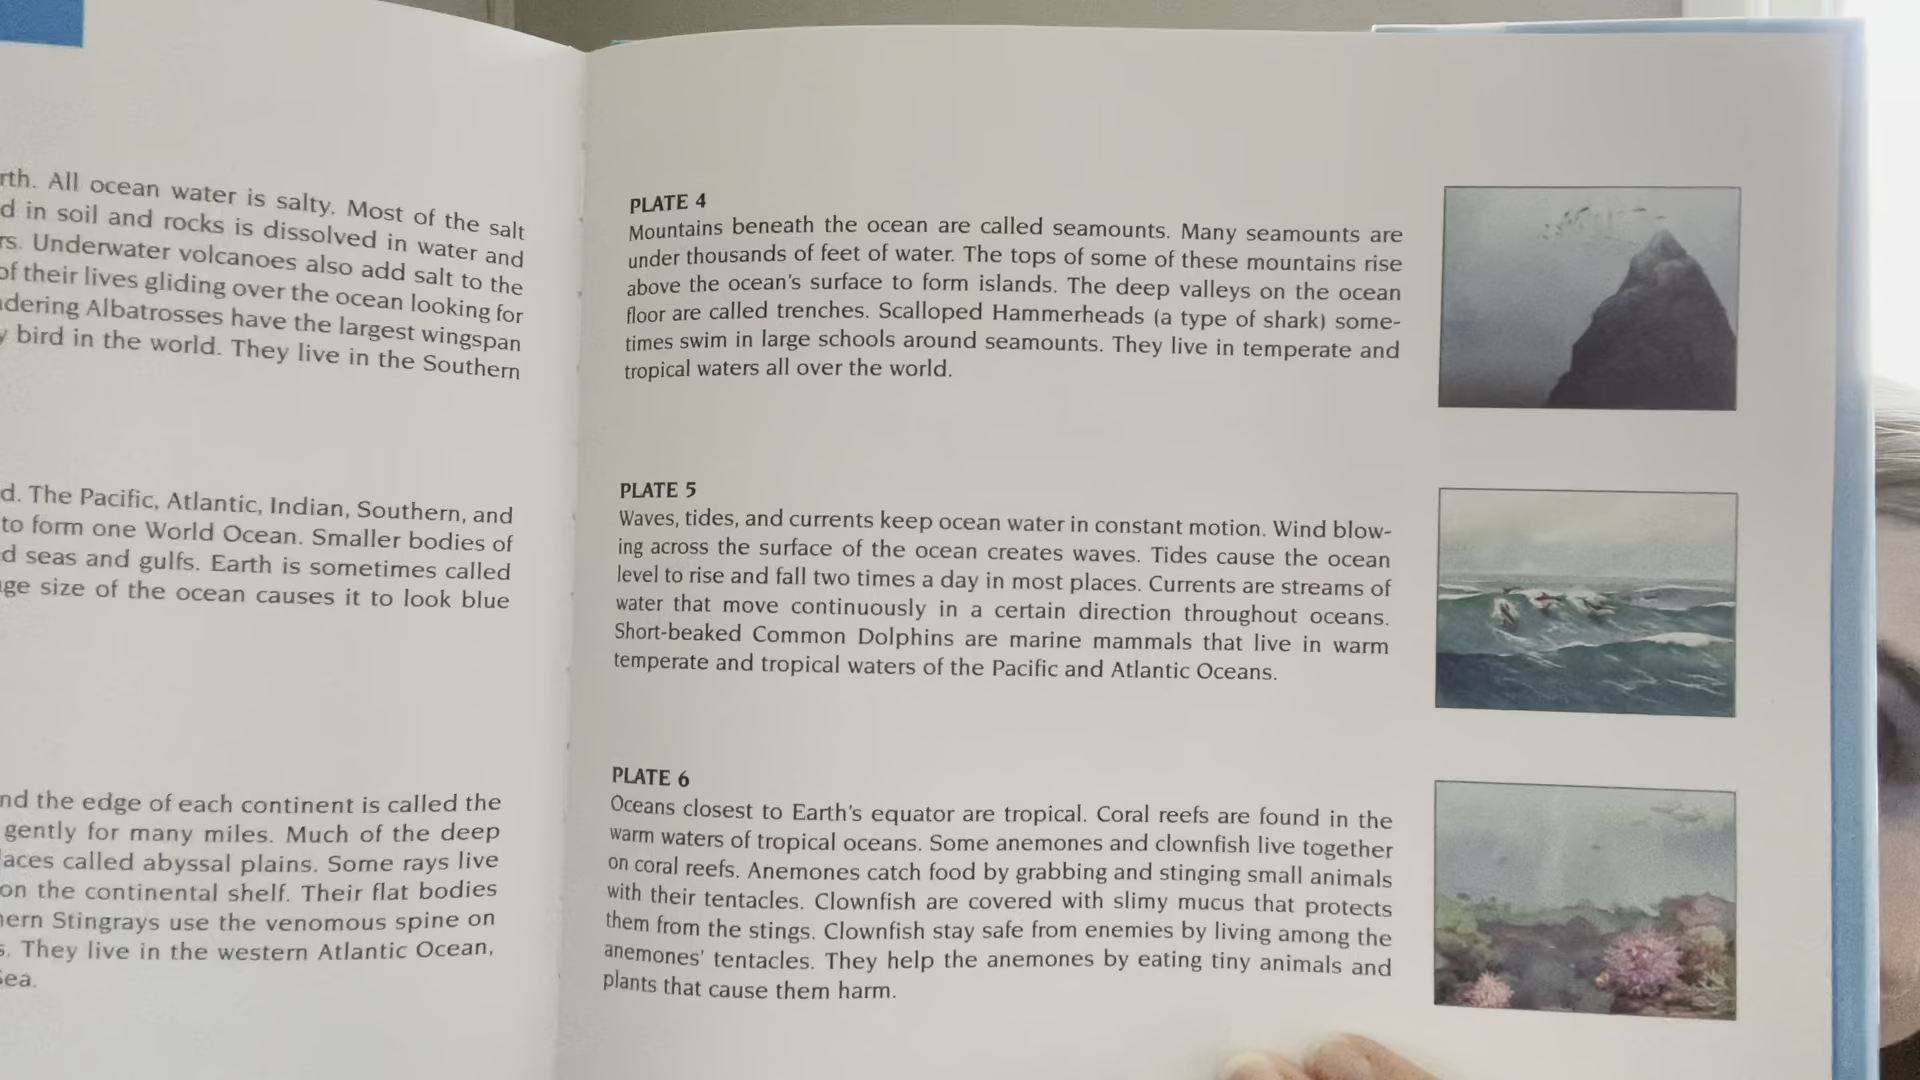 rth. All ocean water is salty. Most of the salt
d in soil and rocks is dissolved in water and
rs. Underwater volcanoes also add salt to the
of their lives gliding over the ocean looking for
dering Albatrosses have the largest wingspan
y bird in the world. They live in the Southern
d. The Pacific, Atlantic, Indian, Southern, and
to form one World Ocean. Smaller bodies of
d seas and gulfs. Earth is sometimes called
ge size of the ocean causes it to look blue
nd the edge of each continent is called the
gently for many miles. Much of the deep
laces called abyssal plains. Some rays live
on the continental shelf. Their flat bodies
hern Stingrays use the venomous spine on
s. They live in the western Atlantic Ocean,
Sea.
PLATE 4
Mountains beneath the ocean are called seamounts. Many seamounts are
under thousands of feet of water. The tops of some of these mountains rise
above the ocean's surface to form islands. The deep valleys on the ocean
floor are called trenches. Scalloped Hammerheads (a type of shark) some-
times swim in large schools around seamounts. They live in temperate and
tropical waters all over the world.
PLATE 5
Waves, tides, and currents keep ocean water in constant motion. Wind blow-
ing across the surface of the ocean creates waves. Tides cause the ocean
level to rise and fall two times a day in most places. Currents are streams of
water that move continuously in a certain direction throughout oceans.
Short-beaked Common Dolphins are marine mammals that live in warm
temperate and tropical waters of the Pacific and Atlantic Oceans.
PLATE 6
Oceans closest to Earth's equator are tropical. Coral reefs are found in the
warm waters of tropical oceans. Some anemones and clownfish live together
on coral reefs. Anemones catch food by grabbing and stinging small animals
with their tentacles. Clownfish are covered with slimy mucus that protects
them from the stings. Clownfish stay safe from enemies by living among the
anemones' tentacles. They help the anemones by eating tiny animals and
plants that cause them harm.